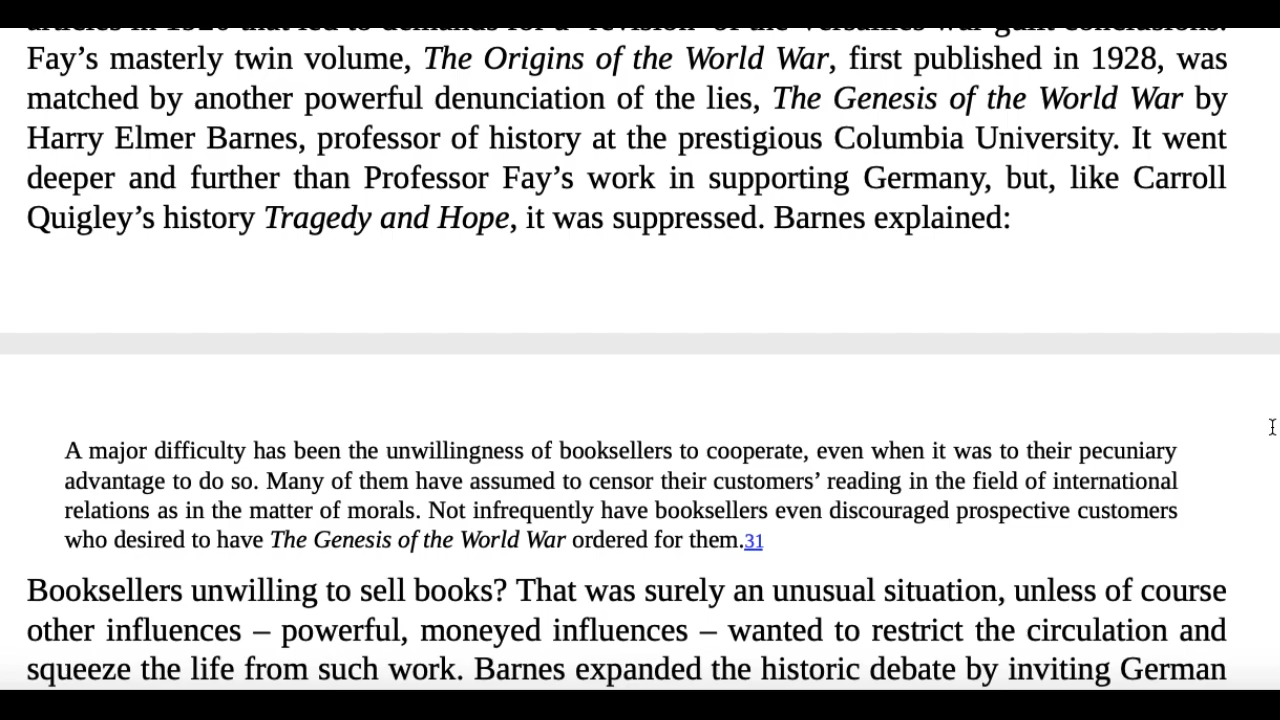 Fay’s masterly twin volume, The Origins of the World War, first published in 1928, was
matched by another powerful denunciation of the lies, The Genesis of the World War by
Harry Elmer Barnes, professor of history at the prestigious Columbia University. It went
deeper and further than Professor Fay’s work in supporting Germany, but, like Carroll
Quigley’s history Tragedy and Hope, it was suppressed. Barnes explained:
A major difficulty has been the unwillingness of booksellers to cooperate, even when it was to their pecuniary
advantage to do so. Many of them have assumed to censor their customers’ reading in the field of international
relations as in the matter of morals. Not infrequently have booksellers even discouraged prospective customers
who desired to have The Genesis of the World War ordered for them.31
Booksellers unwilling to sell books? That was surely an unusual situation, unless of course
other influences – powerful, moneyed influences – wanted to restrict the circulation and
squeeze the life from such work. Barnes expanded the historic debate by inviting German